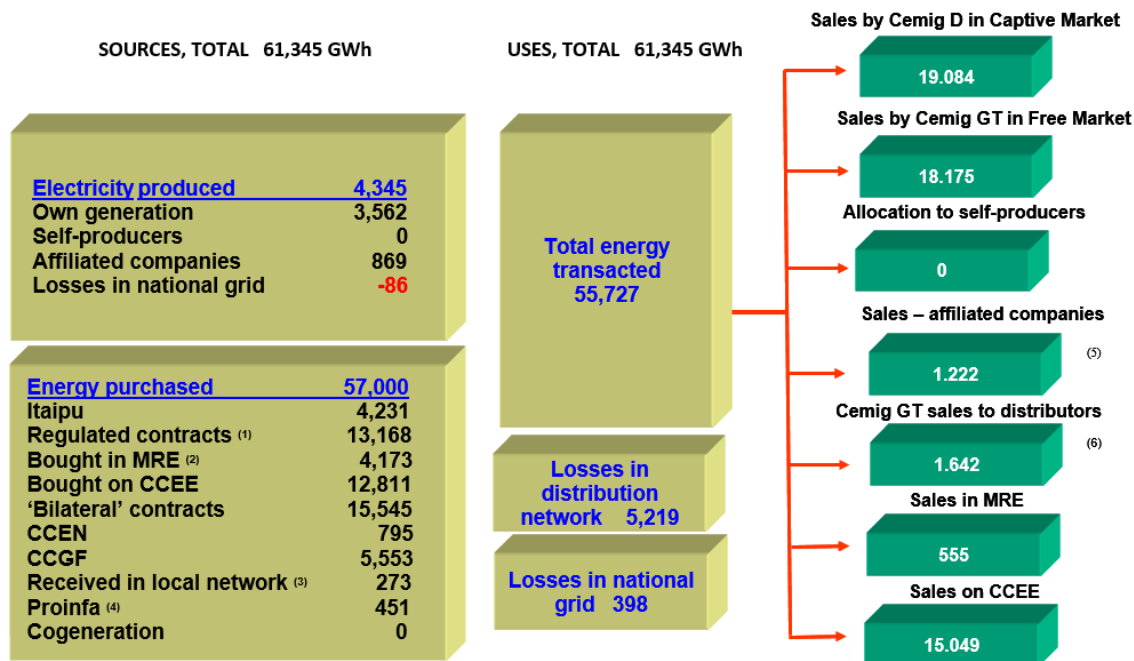 SOURCES, TOTAL 61,345 GWh
Electricity produced 4,345
Own generation 3,562
Self-producers 0
Affiliated companies 869
Losses in national grid -86
Energy purchased 57,000
Itaipu 4,231
Regulated contracts (1) 13,168
Bought in MRE (2) 4,173
Bought on CCEE 12,811
‘Bilateral’ contracts 15,545
CCEN 795
CCGF 5,553
Received in local network (3) 273
Proinfa (4) 451
Cogeneration 0
USES, TOTAL 61,345 GWh
Total energy
transacted
55,727
Losses in
distribution
network 5,219
Losses in national
grid 398
Sales by Cemig D in Captive Market
19.084
Sales by Cemig GT in Free Market
18.175
Allocation to self-producers
0
Sales – affiliated companies
1.222 (5)
Cemig GT sales to distributors
1.642 (6)
Sales in MRE
555
Sales on CCEE
15.049